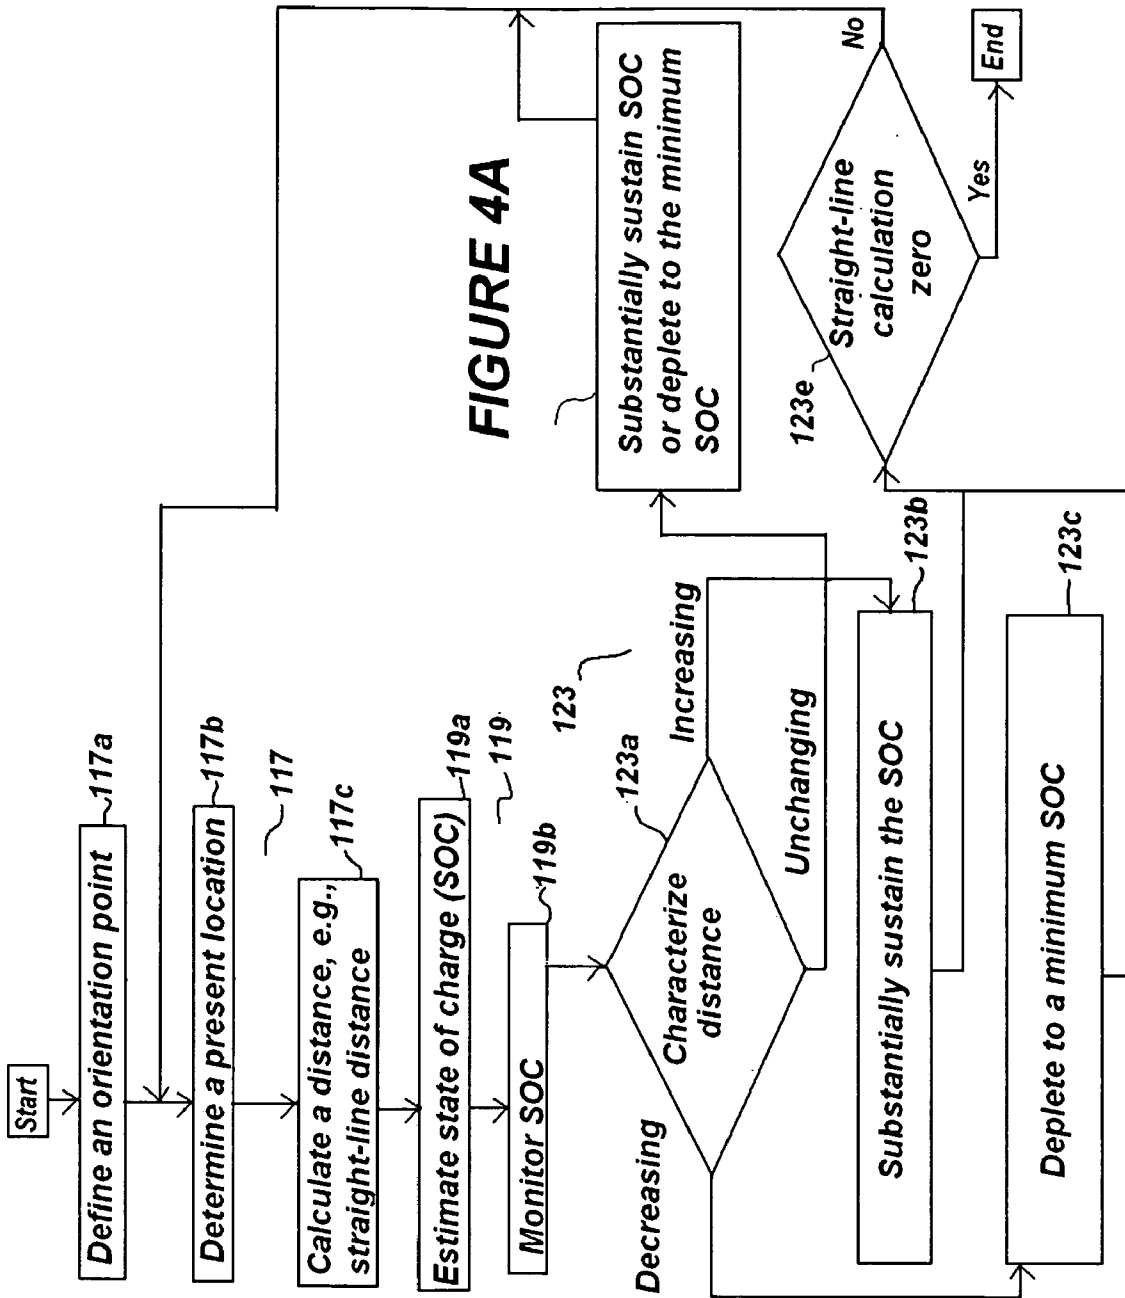 FIGURE 4A
Start
Define an orientation point
117a
Determine a present location
117b
117
Calculate a distance, e.g.,
straight-line distance
117c
Estimate state of charge (SOC)
119a
119
Monitor SOC
119b
123
Characterize
distance
123a
Decreasing
Increasing
Unchanging
Substantially sustain SOC
or deplete to the minimum
SOC
Substantially sustain the SOC
123b
Deplete to a minimum SOC
123c
Straight-line
calculation
zero
123e
No
Yes
End